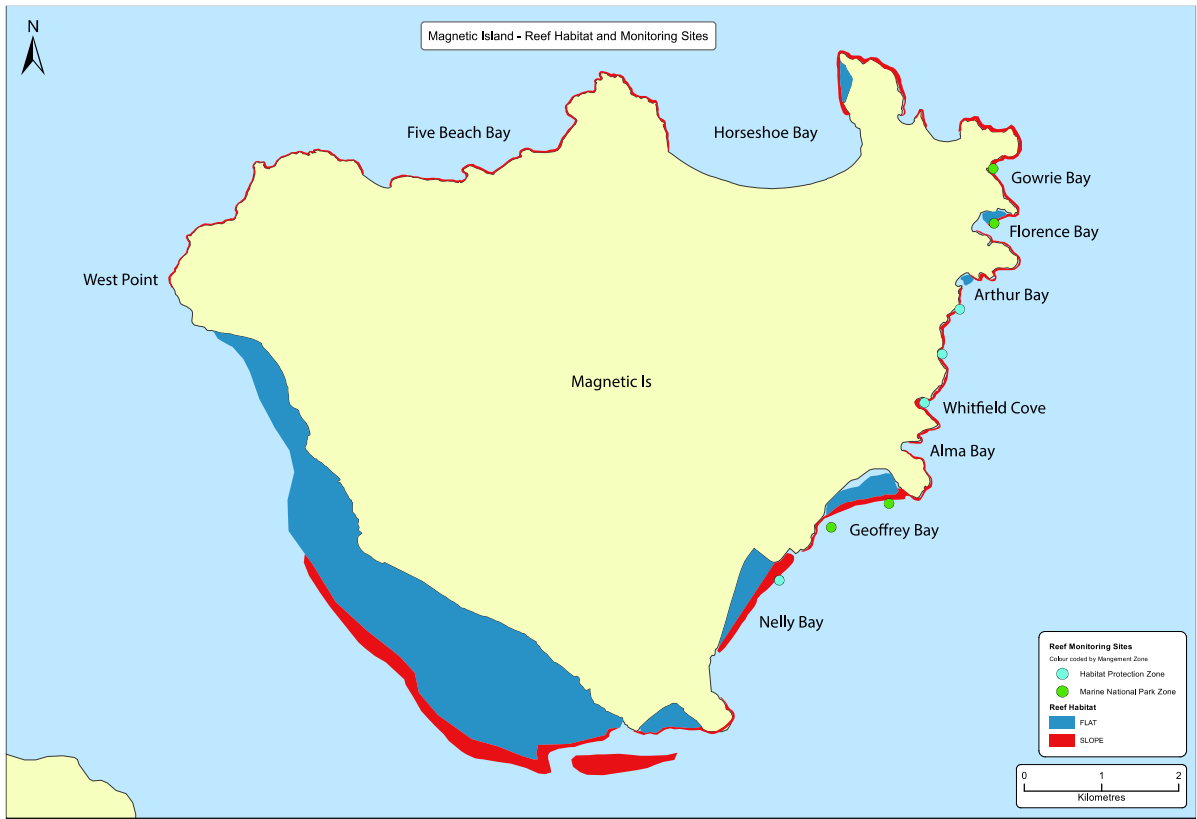 N
Magnetic Island - Reef Habitat and Monitoring Sites
Five Beach Bay
Horseshoe Bay
Gowrie Bay
Florence Bay
West Point
Arthur Bay
Magnetic Is
Whitfield Cove
Alma Bay
Geoffrey Bay
Nelly Bay
Reef Monitoring Sites
Colour coded by Mangement Zone
Habitat Protection Zone
Marine National Park Zone
Reef Habitat
FLAT
SLOPE
0 1 2
Kilometres